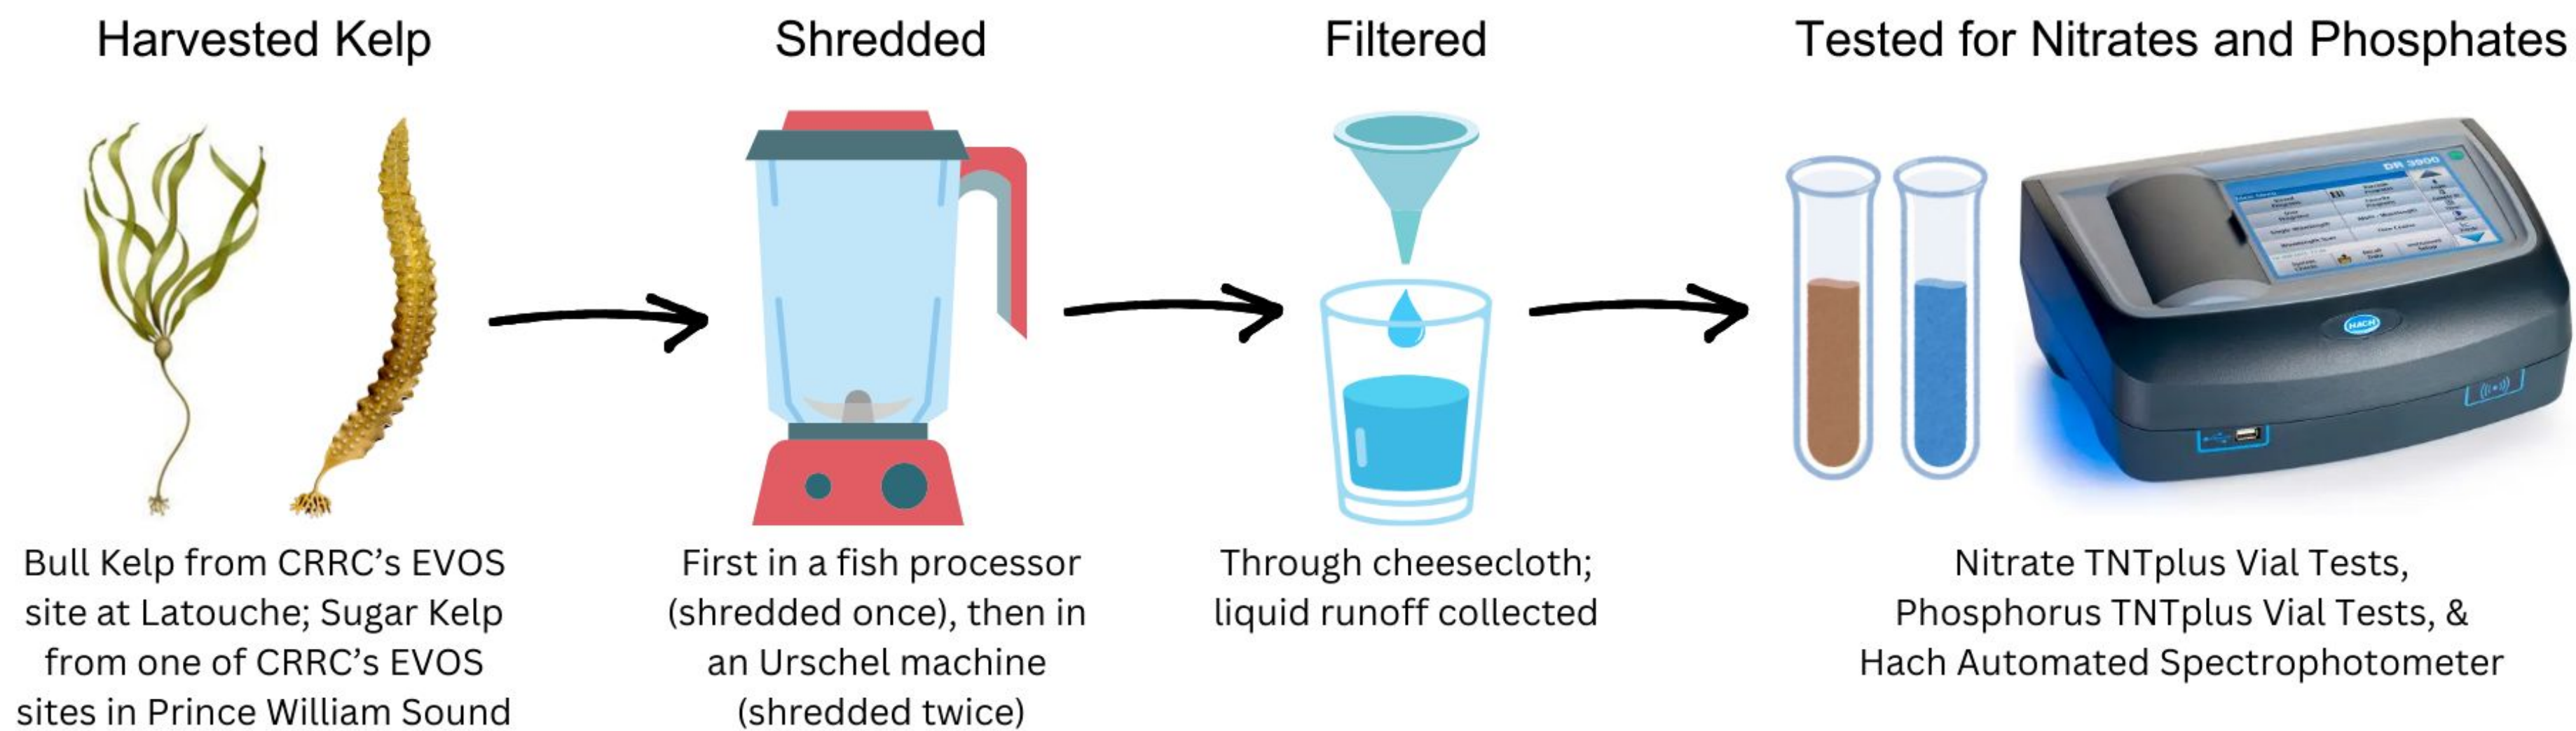 Harvested Kelp
Shredded
Filtered
Tested for Nitrates and Phosphates
Bull Kelp from CRRC’s EVOS
site at Latouche; Sugar Kelp
from one of CRRC’s EVOS
sites in Prince William Sound
First in a fish processor
(shredded once), then in
an Urschel machine
(shredded twice)
Through cheesecloth;
liquid runoff collected
DR 3900
HACH
Nitrate TNTplus Vial Tests,
Phosphorus TNTplus Vial Tests, &
Hach Automated Spectrophotometer